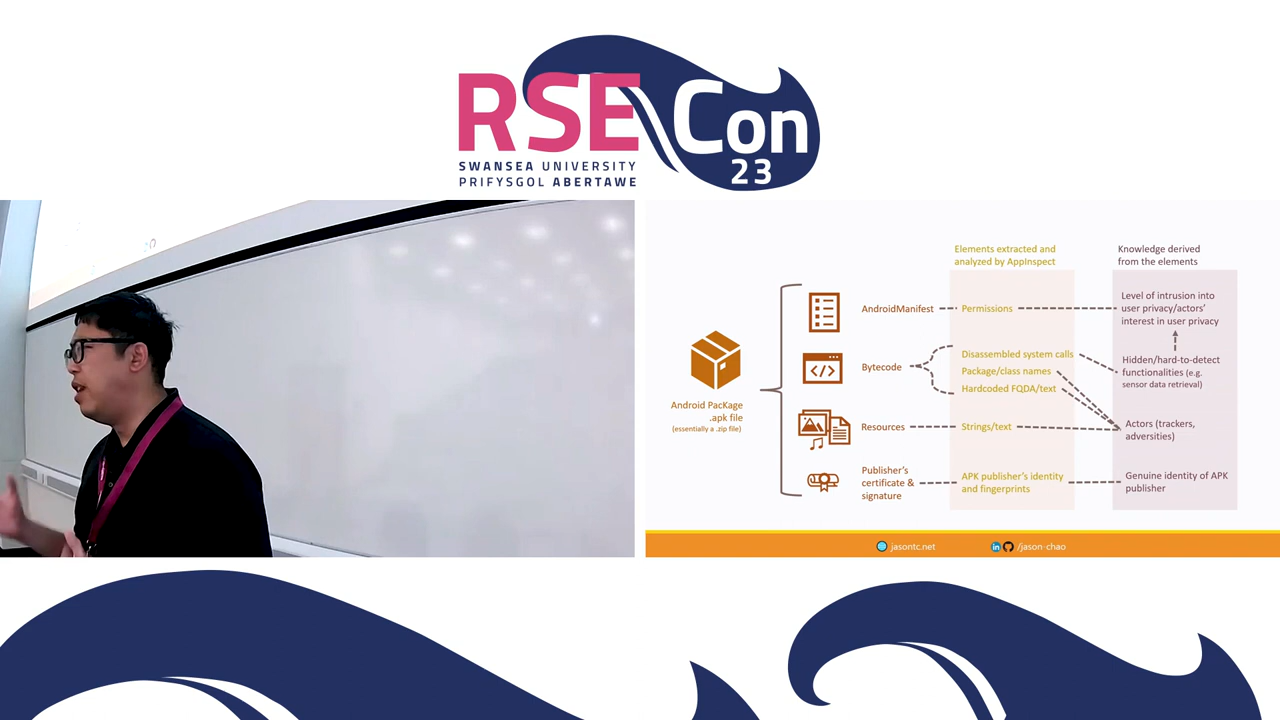 RSE Con
23
SWANSEA UNIVERSITY
PRIFYSGOL ABERTAWE
Elements extracted and
analyzed by AppInspect
Knowledge derived
from the elements
Android PacKage
.apk file
(essentially a .zip file)
AndroidManifest
Permissions
Level of intrusion into
user privacy/actors'
interest in user privacy
Bytecode
Disassembled system calls
Package/class names
Hardcoded FQDA/text
Hidden/hard-to-detect
functionalities (e.g.
sensor data retrieval)
Resources
Strings/text
Actors (trackers,
adversities)
Publisher's
certificate &
signature
APK publisher's identity
and fingerprints
Genuine identity of APK
publisher
jasontc.net
in /jason-chao